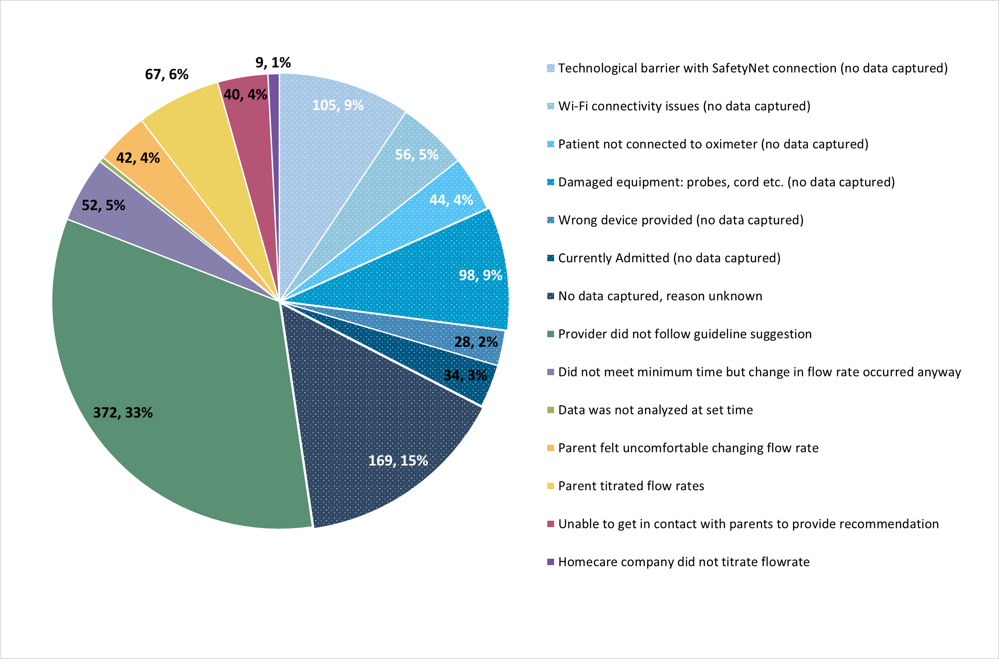 9, 1%
67, 6%
40, 4%
105, 9%
56, 5%
42, 4%
44, 4%
52, 5%
98, 9%
28, 2%
34, 3%
372, 33%
169, 15%
Technological barrier with SafetyNet connection (no data captured)
Wi-Fi connectivity issues (no data captured)
Patient not connected to oximeter (no data captured)
Damaged equipment: probes, cord etc. (no data captured)
Wrong device provided (no data captured)
Currently Admitted (no data captured)
No data captured, reason unknown
Provider did not follow guideline suggestion
Did not meet minimum time but change in flow rate occurred anyway
Data was not analyzed at set time
Parent felt uncomfortable changing flow rate
Parent titrated flow rates
Unable to get in contact with parents to provide recommendation
Homecare company did not titrate flowrate